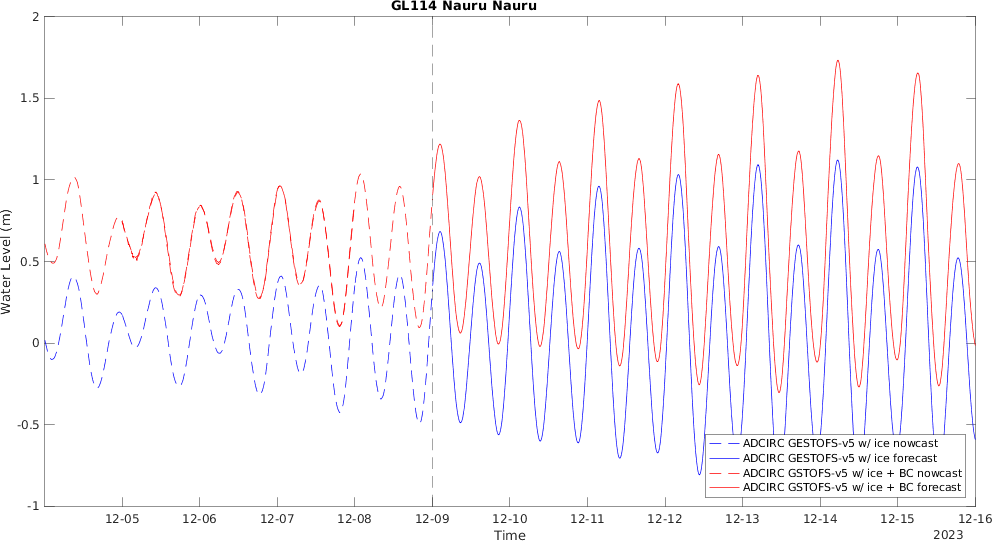 GL114 Nauru Nauru
2
1.5
1
0.5
0
-0.5
-1
Water Level (m)
ADCIRC GESTOFS-v5 w/ ice nowcast
ADCIRC GESTOFS-v5 w/ ice forecast
ADCIRC GSTOFS-v5 w/ ice + BC nowcast
ADCIRC GSTOFS-v5 w/ ice + BC forecast
12-05 12-06 12-07 12-08 12-09 12-10 12-11 12-12 12-13 12-14 12-15 12-16
Time
2023